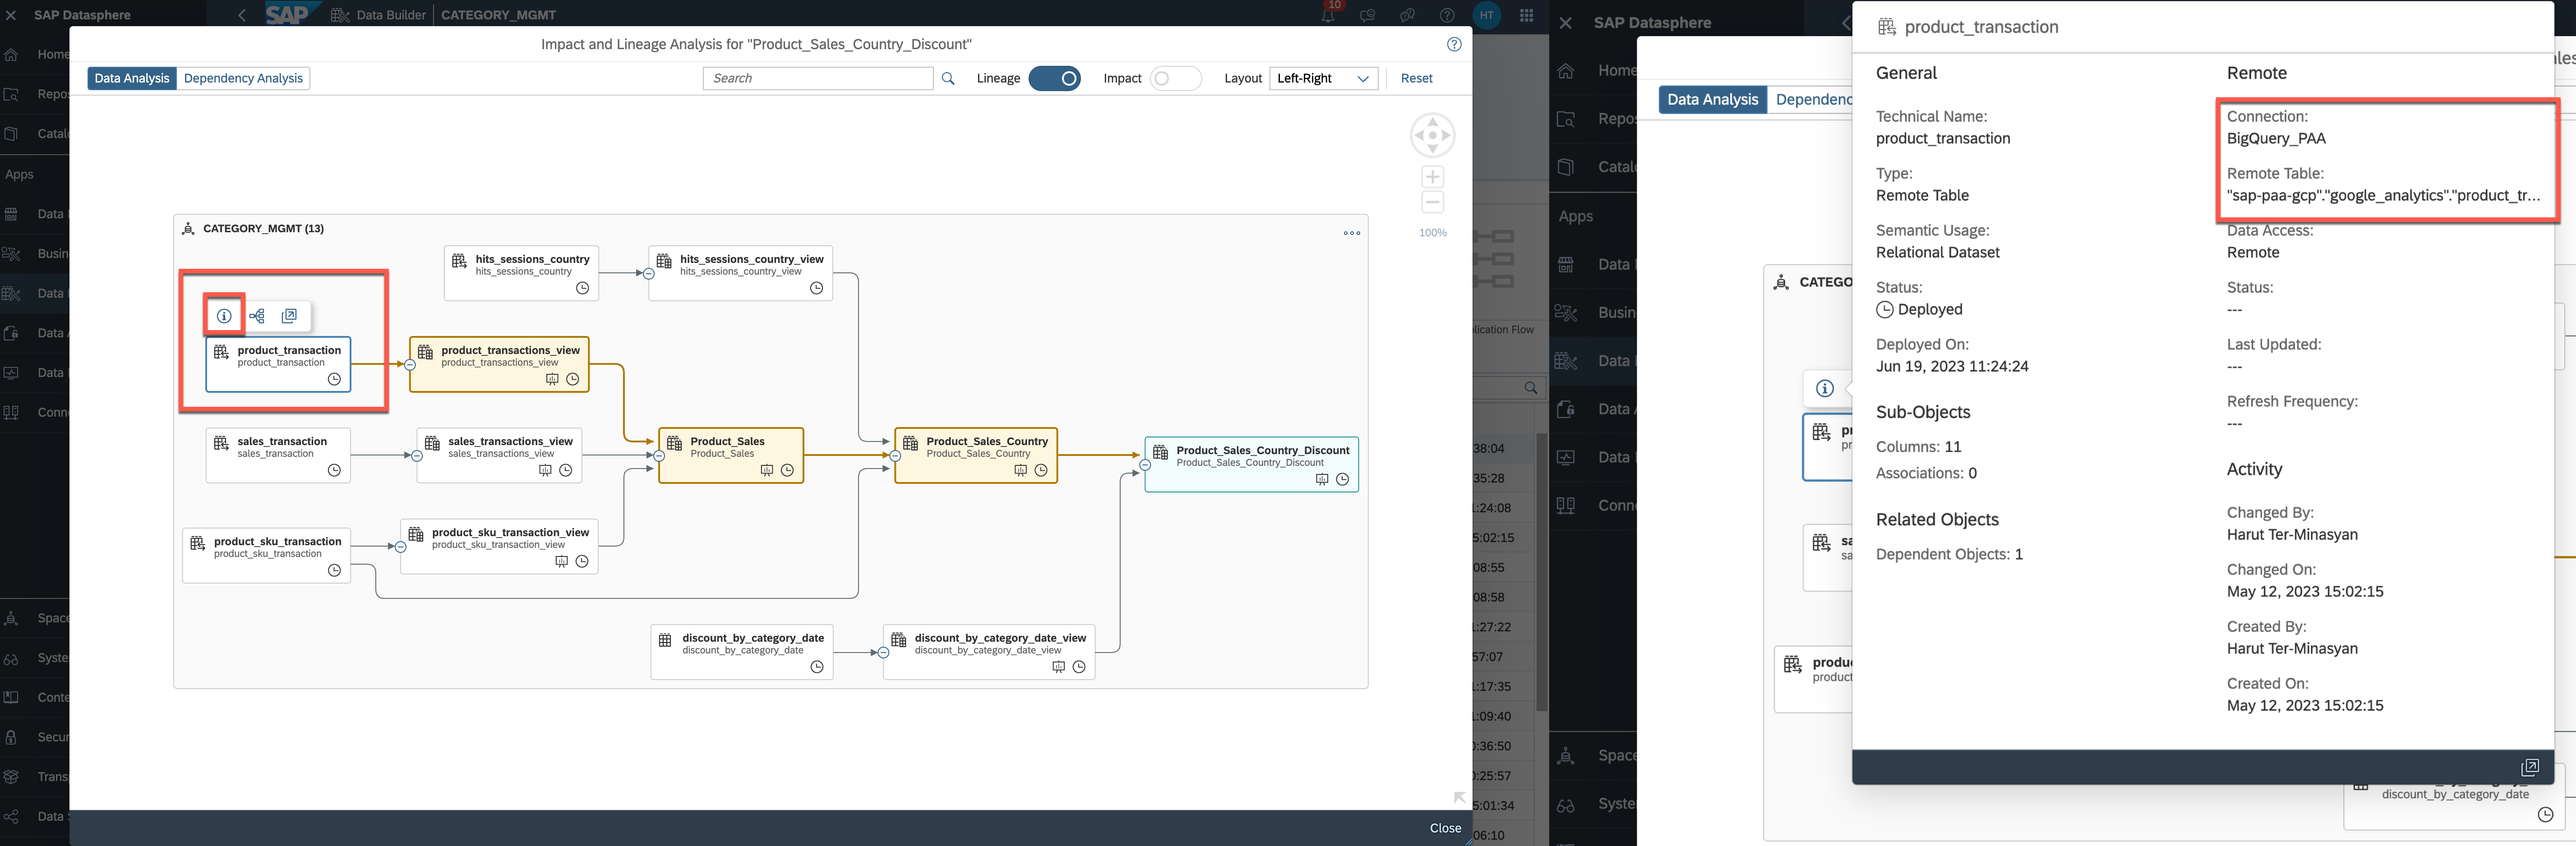 SAP Datasphere
SAP
Data Builder
CATEGORY_MGMT
10
HT
Home
Repos
Catal
Apps
Data
Busin
Data
Data
Data
Conn
Space
Syste
Conte
Secur
Trans
Data
Impact and Lineage Analysis for "Product_Sales_Country_Discount"
Data Analysis
Dependency Analysis
Search
Lineage
Impact
Layout
Left-Right
Reset
100%
CATEGORY_MGMT (13)
hits_sessions_country
hits_sessions_country
hits_sessions_country_view
hits_sessions_country_view
product_transaction
product_transaction
product_transactions_view
product_transactions_view
sales_transaction
sales_transaction
sales_transactions_view
sales_transactions_view
Product_Sales
Product_Sales
Product_Sales_Country
Product_Sales_Country
Product_Sales_Country_Discount
Product_Sales_Country_Discount
product_sku_transaction
product_sku_transaction
product_sku_transaction_view
product_sku_transaction_view
discount_by_category_date
discount_by_category_date
discount_by_category_date_view
discount_by_category_date_view
Close
lication Flow
38:04
35:28
1:24:08
5:02:15
08:55
08:58
1:27:22
57:07
1:17:35
1:09:40
0:36:50
0:25:57
5:01:34
06:10
SAP Datasphere
Home
Repos
Catal
Apps
Data
Busin
Data
Data
Data
Conn
Space
Syste
Data Analysis
Dependenc
CATEGO
pr
pr
sa
sa
produ
product
product_transaction
General
Technical Name:
product_transaction
Type:
Remote Table
Semantic Usage:
Relational Dataset
Status:
Deployed
Deployed On:
Jun 19, 2023 11:24:24
Sub-Objects
Columns: 11
Associations: 0
Related Objects
Dependent Objects: 1
Remote
Connection:
BigQuery_PAA
Remote Table:
"sap-paa-gcp"."google_analytics"."product_tr...
Data Access:
Remote
Status:
---
Last Updated:
---
Refresh Frequency:
---
Activity
Changed By:
Harut Ter-Minasyan
Changed On:
May 12, 2023 15:02:15
Created By:
Harut Ter-Minasyan
Created On:
May 12, 2023 15:02:15
ales
discount_by_category_date